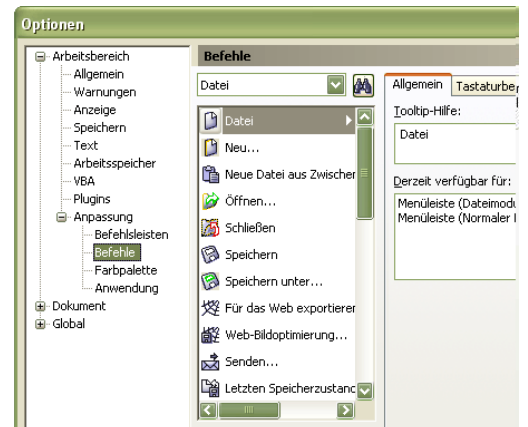 Optionen
Arbeitsbereich
Allgemein
Warnungen
Anzeige
Speichern
Text
Arbeitsspeicher
VBA
Plugins
Anpassung
Befehlsleisten
Befehle
Farbpalette
Anwendung
Dokument
Global
Befehle
Datei
Datei
Neu...
Neue Datei aus Zwischer
Öffnen...
Schließen
Speichern
Speichern unter...
Für das Web exportierer
Web-Bildoptimierung...
Senden...
Letzten Speicherzustand
Allgemein Tastaturbe
Tooltip-Hilfe:
Datei
Derzeit verfügbar für:
Menüleiste (Dateimodu
Menüleiste (Normaler